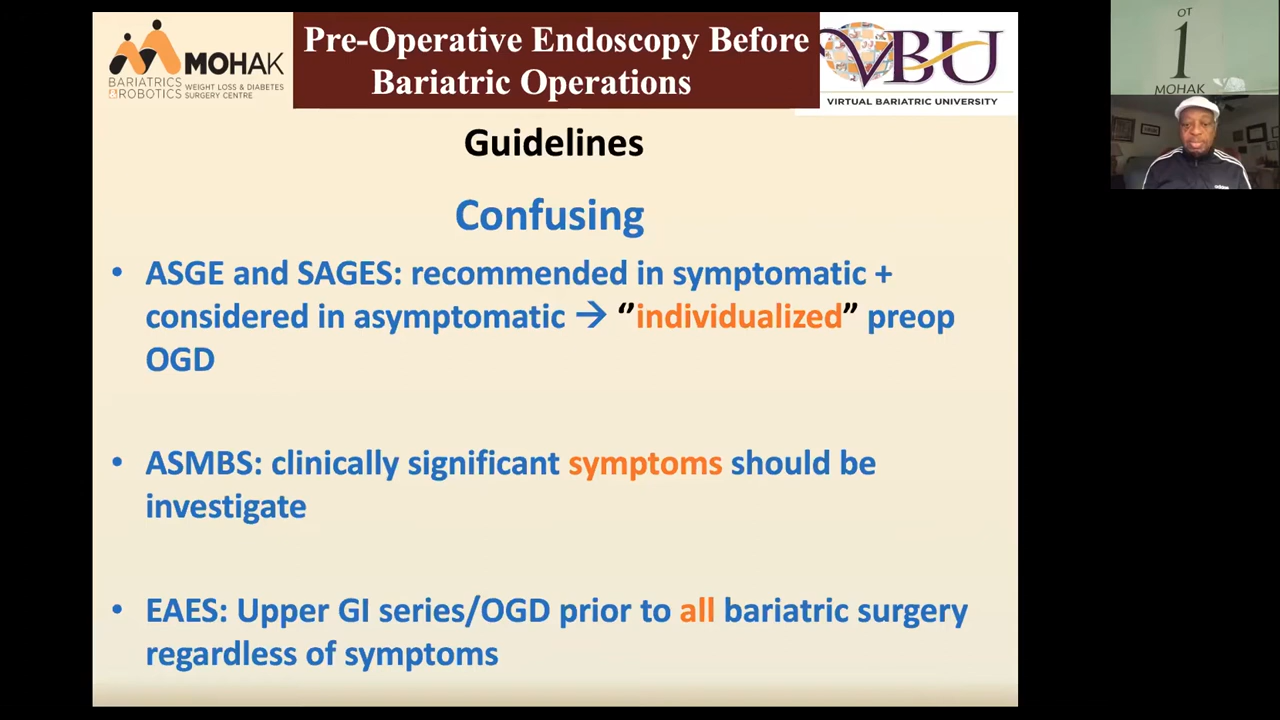 MOHAK
BARIATRICS
& ROBOTICS
WEIGHT LOSS & DIABETES
SURGERY CENTRE
Pre-Operative Endoscopy Before
Bariatric Operations
VBU
VIRTUAL BARIATRIC UNIVERSITY
OT
1
MOHAK
Guidelines
Confusing
• ASGE and SAGES: recommended in symptomatic +
considered in asymptomatic → ‘’individualized” preop
OGD
• ASMBS: clinically significant symptoms should be
investigate
• EAES: Upper GI series/OGD prior to all bariatric surgery
regardless of symptoms